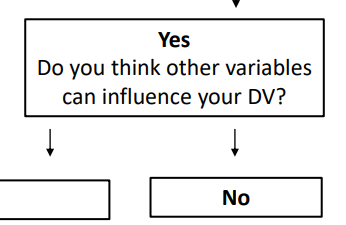 Yes
Do you think other variables
can influence your DV?
No